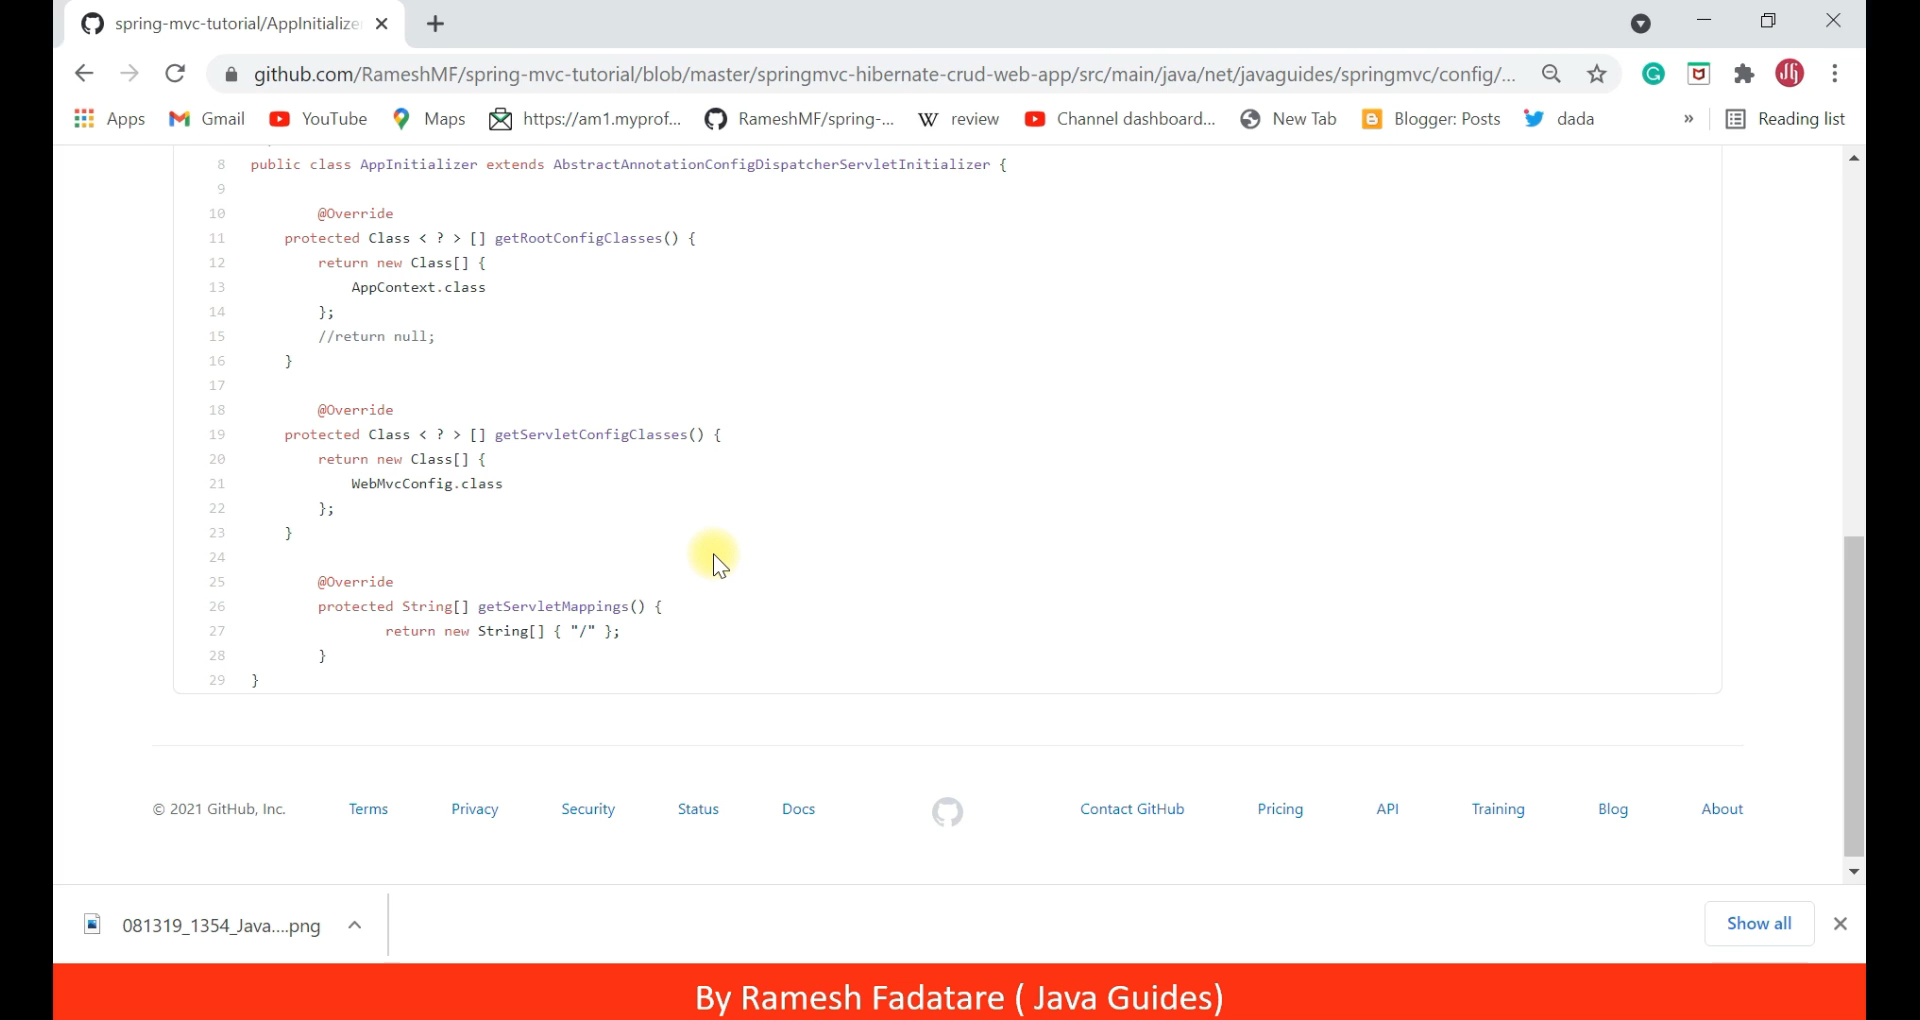 spring-mvc-tutorial/AppInitialize
github.com/RameshMF/spring-mvc-tutorial/blob/master/springmvc-hibernate-crud-web-app/src/main/java/net/javaguides/springmvc/config/...
Apps Gmail YouTube Maps https://am1.myprof... RameshMF/spring-... W review Channel dashboard... New Tab Blogger: Posts dada » Reading list
8 public class AppInitializer extends AbstractAnnotationConfigDispatcherServletInitializer {
9
10 @Override
11 protected Class < ? > [] getRootConfigClasses() {
12 return new Class[] {
13 AppContext.class
14 };
15 //return null;
16 }
17
18 @Override
19 protected Class < ? > [] getServletConfigClasses() {
20 return new Class[] {
21 WebMvcConfig.class
22 };
23 }
24
25 @Override
26 protected String[] getServletMappings() {
27 return new String[] { "/" };
28 }
29 }
© 2021 GitHub, Inc. Terms Privacy Security Status Docs Contact GitHub Pricing API Training Blog About
081319_1354_Java....png Show all
By Ramesh Fadatare ( Java Guides)